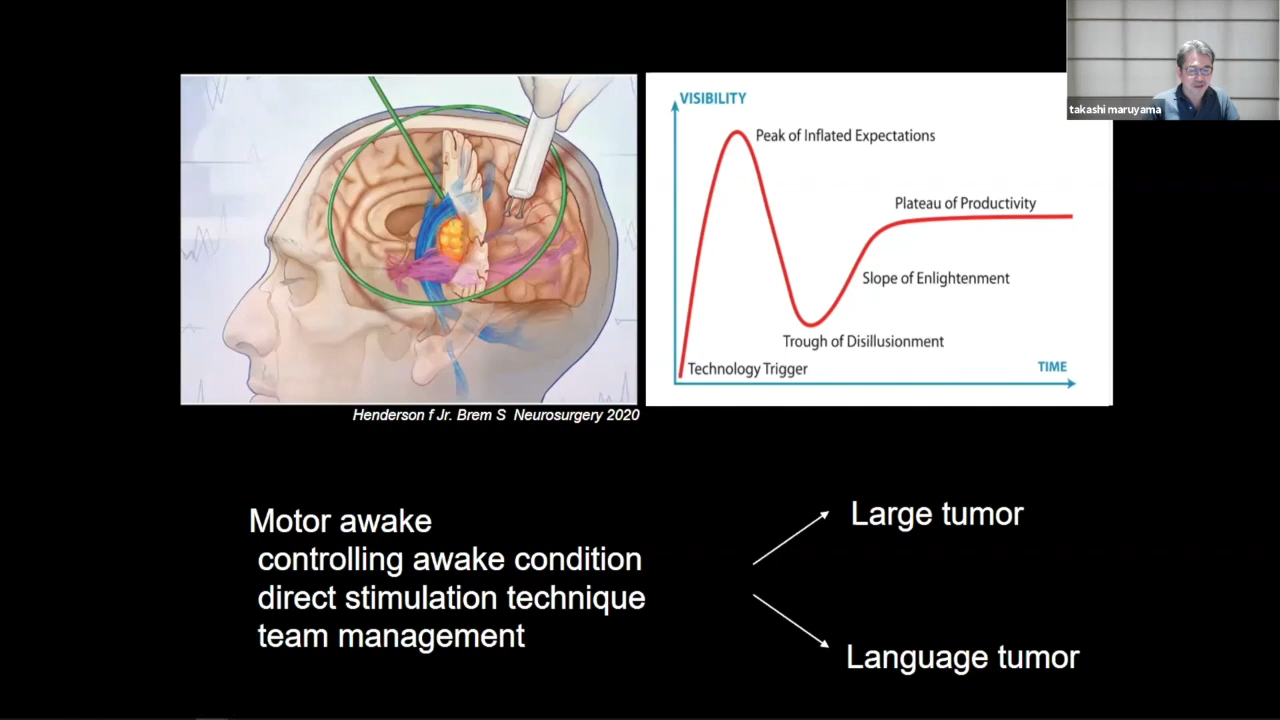 takashi maruyama
VISIBILITY
Peak of Inflated Expectations
Plateau of Productivity
Slope of Enlightenment
Trough of Disillusionment
Technology Trigger
TIME
Henderson f Jr. Brem S Neurosurgery 2020
Motor awake
controlling awake condition
direct stimulation technique
team management
Large tumor
Language tumor